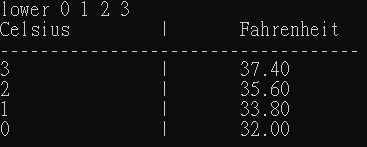 lower 0 1 2 3
Celsius | Fahrenheit
---------------------------------
3 | 37.40
2 | 35.60
1 | 33.80
0 | 32.00